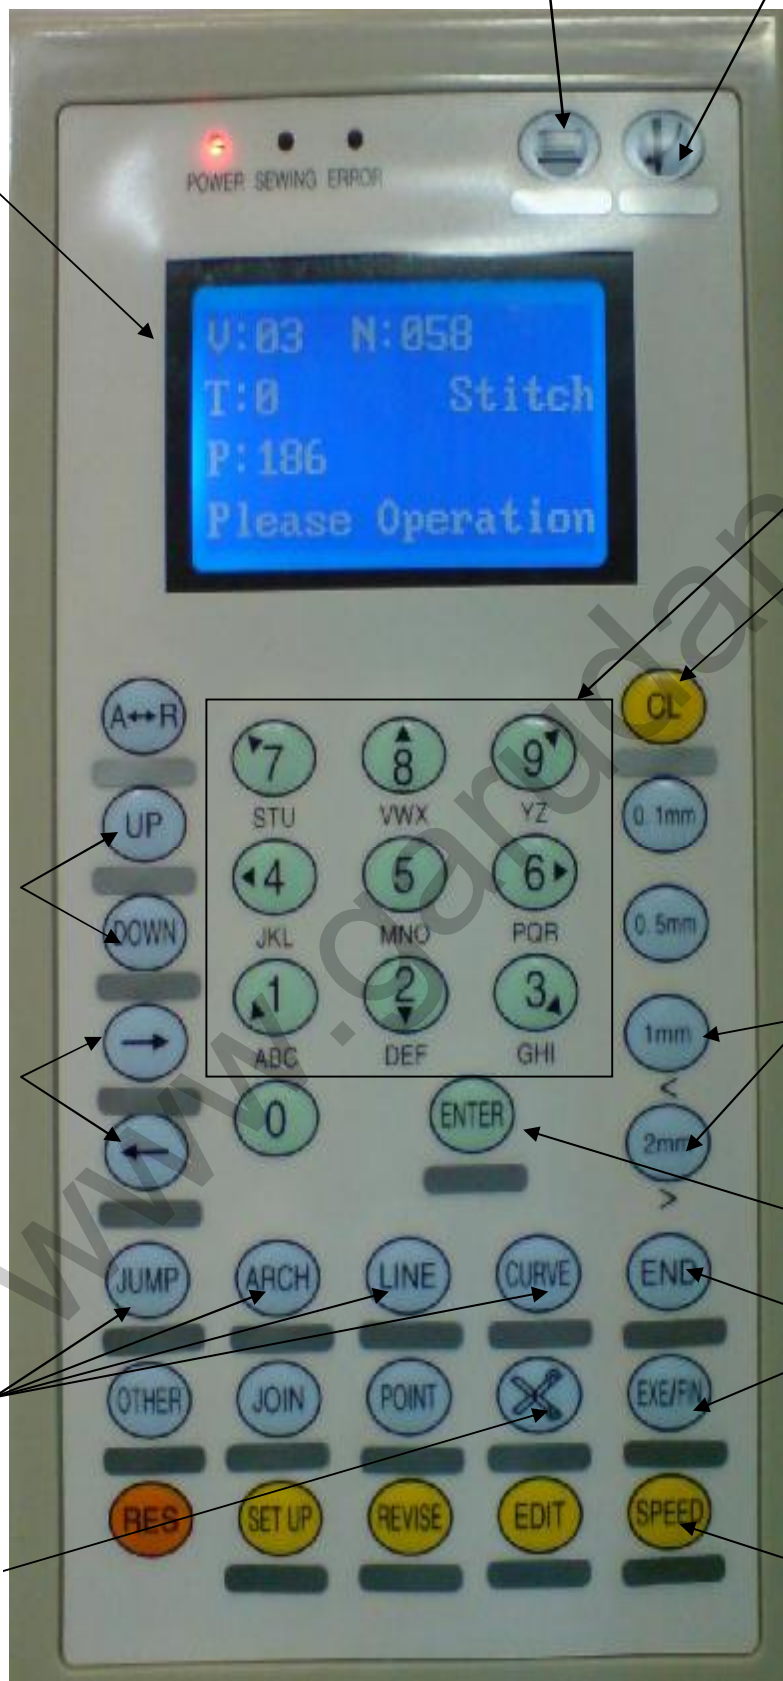 POWER SEWING ERROR
V:03 N:058
T:0 Stitch
P:186
Please Operation
A↔R
CL
7 8 9
STU VWX YZ
UP
0.1mm
4 5 6
JKL MNO PQR
DOWN
0.5mm
1 2 3
ABC DEF GHI
→
1mm
<
0 ENTER
←
2mm
>
JUMP ARCH LINE CURVE END
OTHER JOIN POINT EXE/FIN
RES SET UP REVISE EDIT SPEED
www.garudan